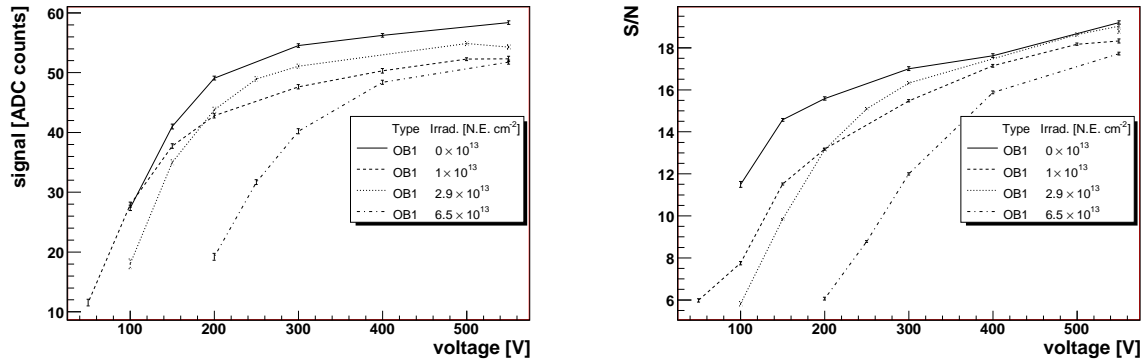 signal [ADC counts]
60
50
40
30
20
10
100 200 300 400 500
voltage [V]
Type Irrad. [N.E. cm⁻²]
OB1 0 × 10¹³
OB1 1 × 10¹³
OB1 2.9 × 10¹³
OB1 6.5 × 10¹³
S/N
18
16
14
12
10
8
6
100 200 300 400 500
voltage [V]
Type Irrad. [N.E. cm⁻²]
OB1 0 × 10¹³
OB1 1 × 10¹³
OB1 2.9 × 10¹³
OB1 6.5 × 10¹³